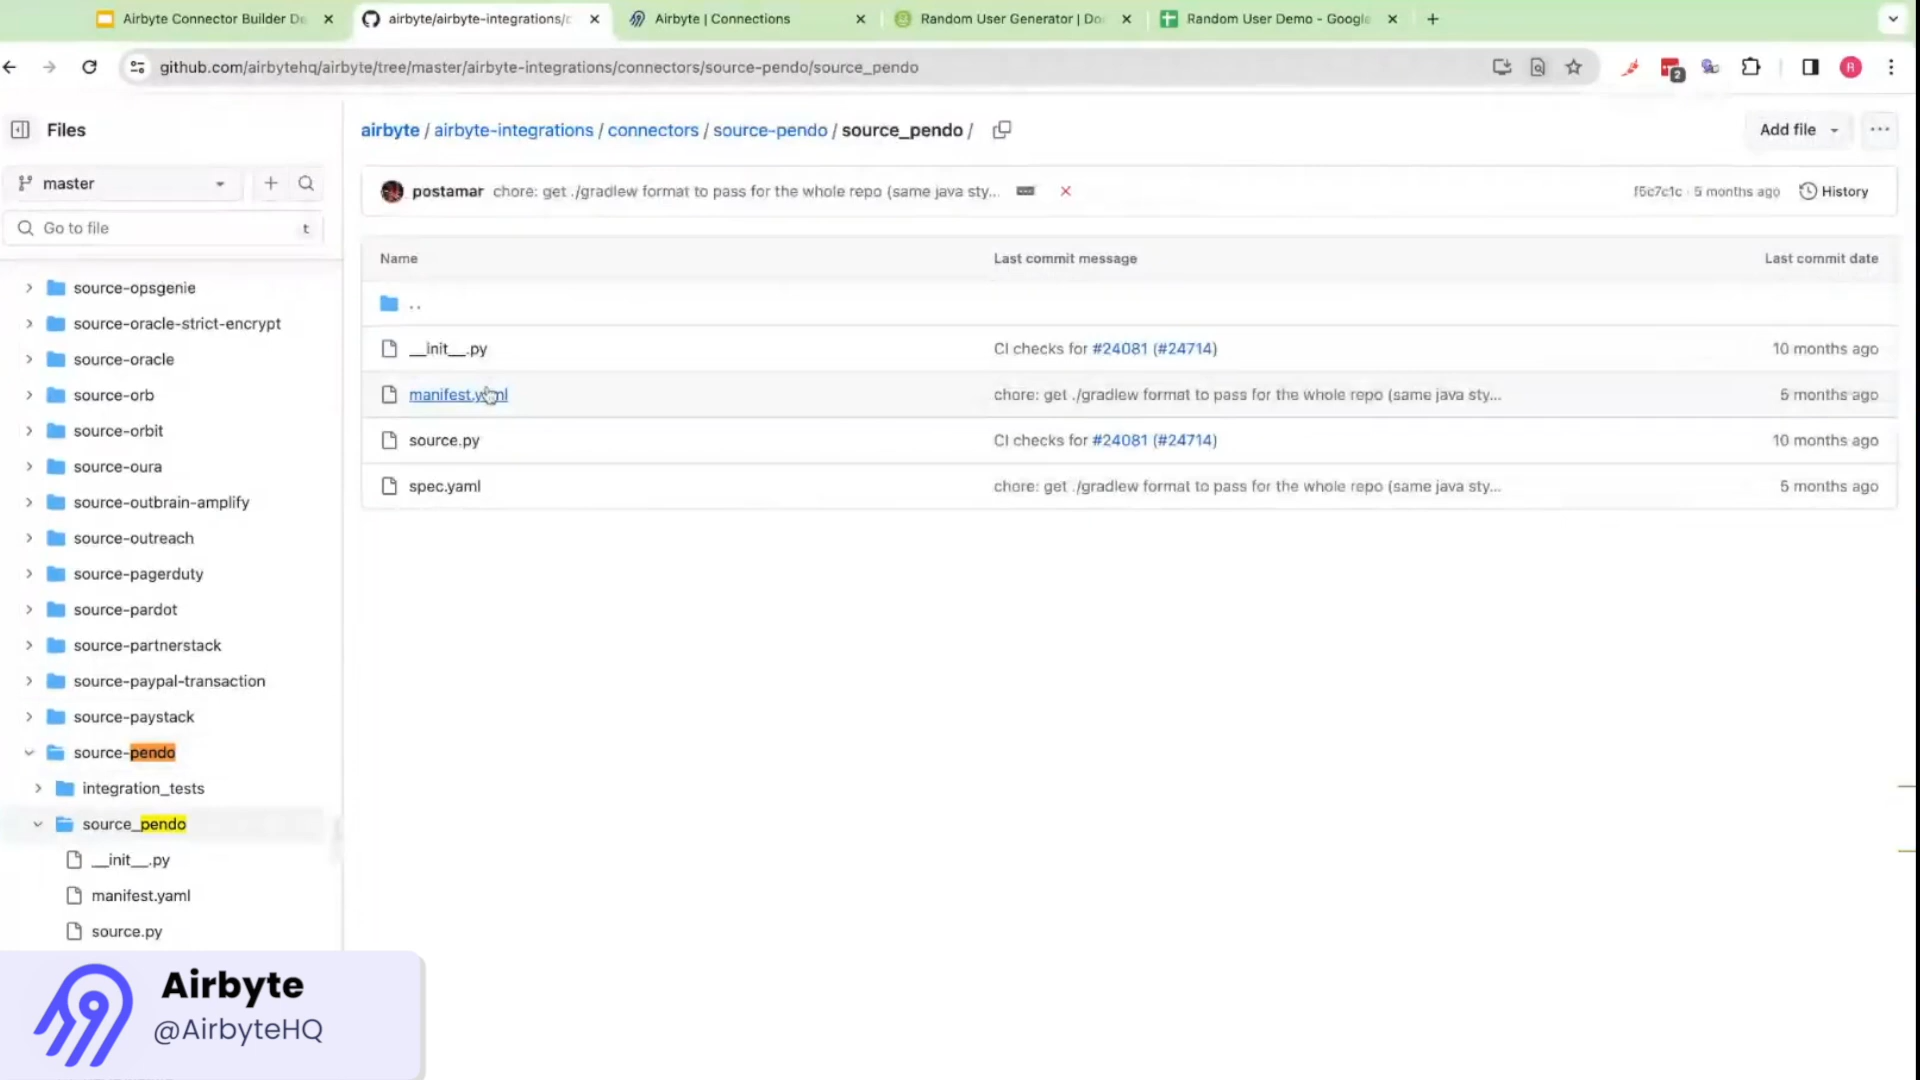 Airbyte Connector Builder De
airbyte/airbyte-integrations/c
Airbyte | Connections
Random User Generator | Do
Random User Demo - Google
github.com/airbytehq/airbyte/tree/master/airbyte-integrations/connectors/source-pendo/source_pendo
2
R
Files
airbyte / airbyte-integrations / connectors / source-pendo / source_pendo /
Add file
master
postamar chore: get ./gradlew format to pass for the whole repo (same java sty...
f5c7c1c · 5 months ago
History
Go to file
t
Name
Last commit message
Last commit date
..
__init__.py
CI checks for #24081 (#24714)
10 months ago
manifest.yaml
chore: get ./gradlew format to pass for the whole repo (same java sty...
5 months ago
source.py
CI checks for #24081 (#24714)
10 months ago
spec.yaml
chore: get ./gradlew format to pass for the whole repo (same java sty...
5 months ago
source-opsgenie
source-oracle-strict-encrypt
source-oracle
source-orb
source-orbit
source-oura
source-outbrain-amplify
source-outreach
source-pagerduty
source-pardot
source-partnerstack
source-paypal-transaction
source-paystack
source-pendo
integration_tests
source_pendo
__init__.py
manifest.yaml
source.py
Airbyte
@AirbyteHQ